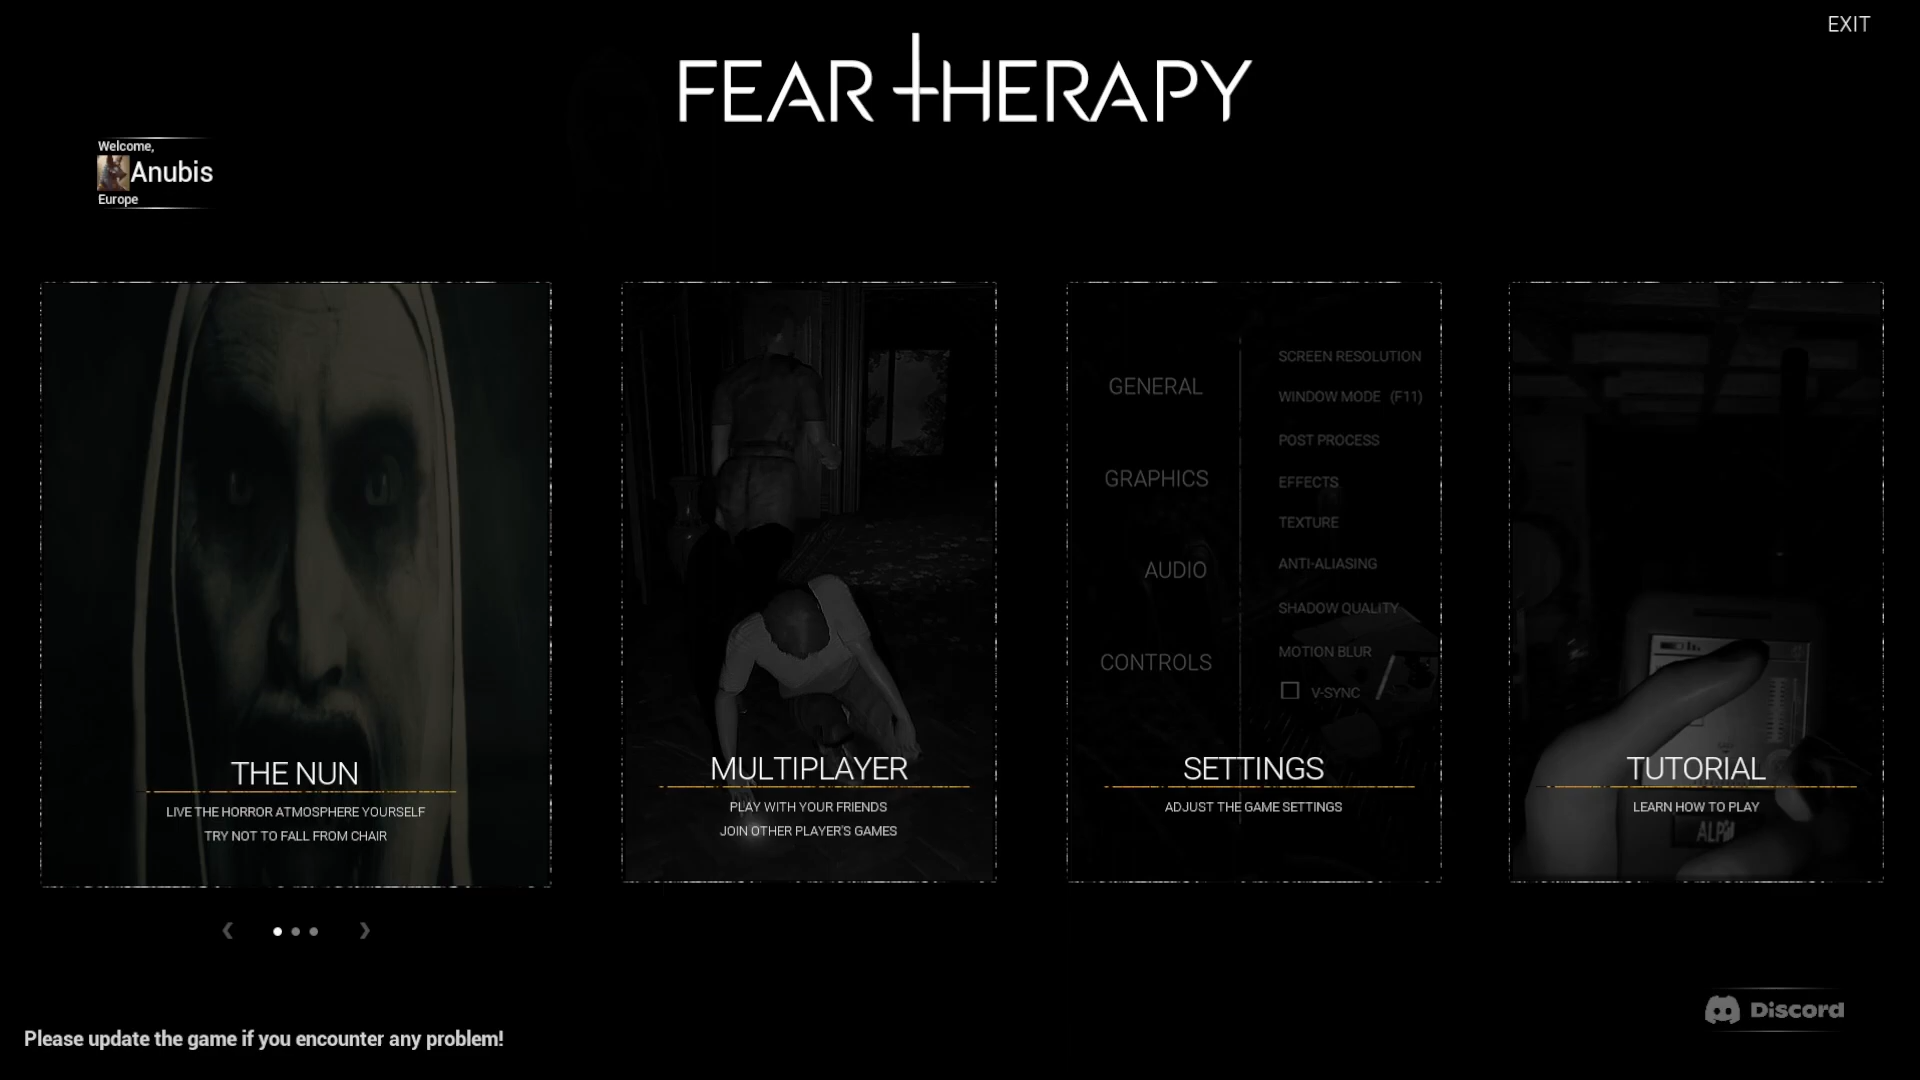 EXIT
FEAR THERAPY
Welcome,
Anubis
Europe
THE NUN
LIVE THE HORROR ATMOSPHERE YOURSELF
TRY NOT TO FALL FROM CHAIR
MULTIPLAYER
PLAY WITH YOUR FRIENDS
JOIN OTHER PLAYER'S GAMES
GENERAL
GRAPHICS
AUDIO
CONTROLS
SCREEN RESOLUTION
WINDOW MODE (F11)
POST PROCESS
EFFECTS
TEXTURE
ANTI-ALIASING
SHADOW QUALITY
MOTION BLUR
V-SYNC
SETTINGS
ADJUST THE GAME SETTINGS
TUTORIAL
LEARN HOW TO PLAY
Discord
Please update the game if you encounter any problem!